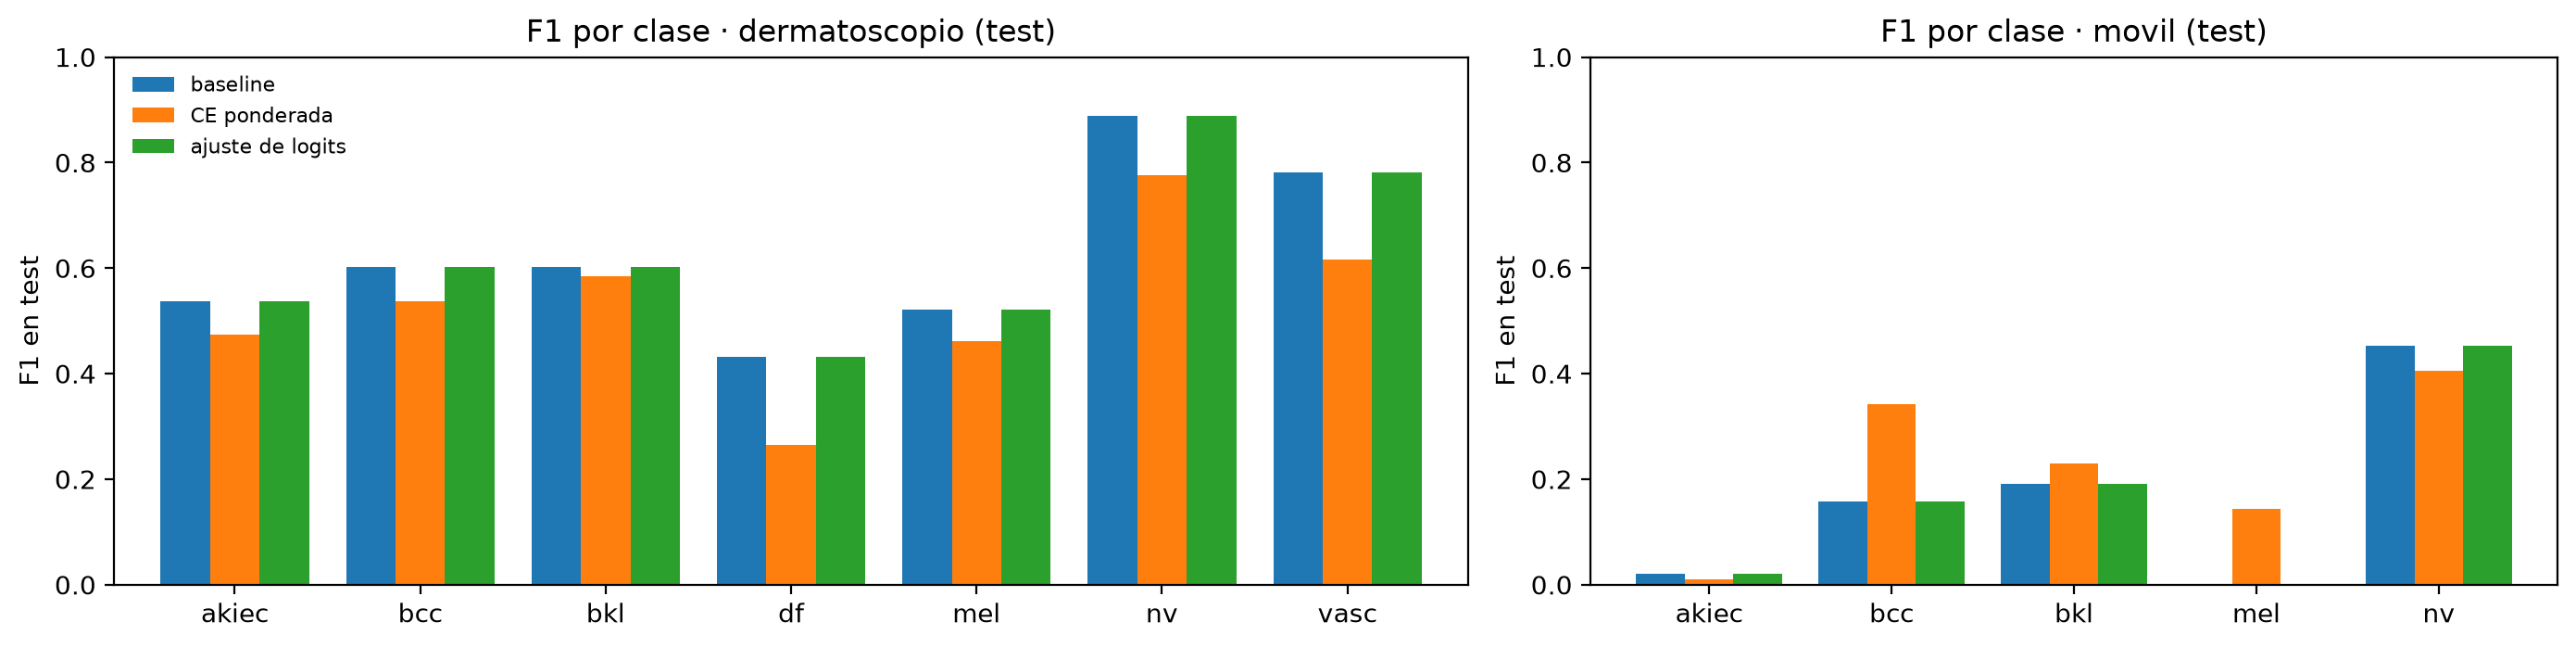 F1 por clase · dermatoscopio (test)
F1 en test
1.0
0.8
0.6
0.4
0.2
0.0
baseline
CE ponderada
ajuste de logits
akiec bcc bkl df mel nv vasc
F1 por clase · movil (test)
F1 en test
1.0
0.8
0.6
0.4
0.2
0.0
akiec bcc bkl mel nv